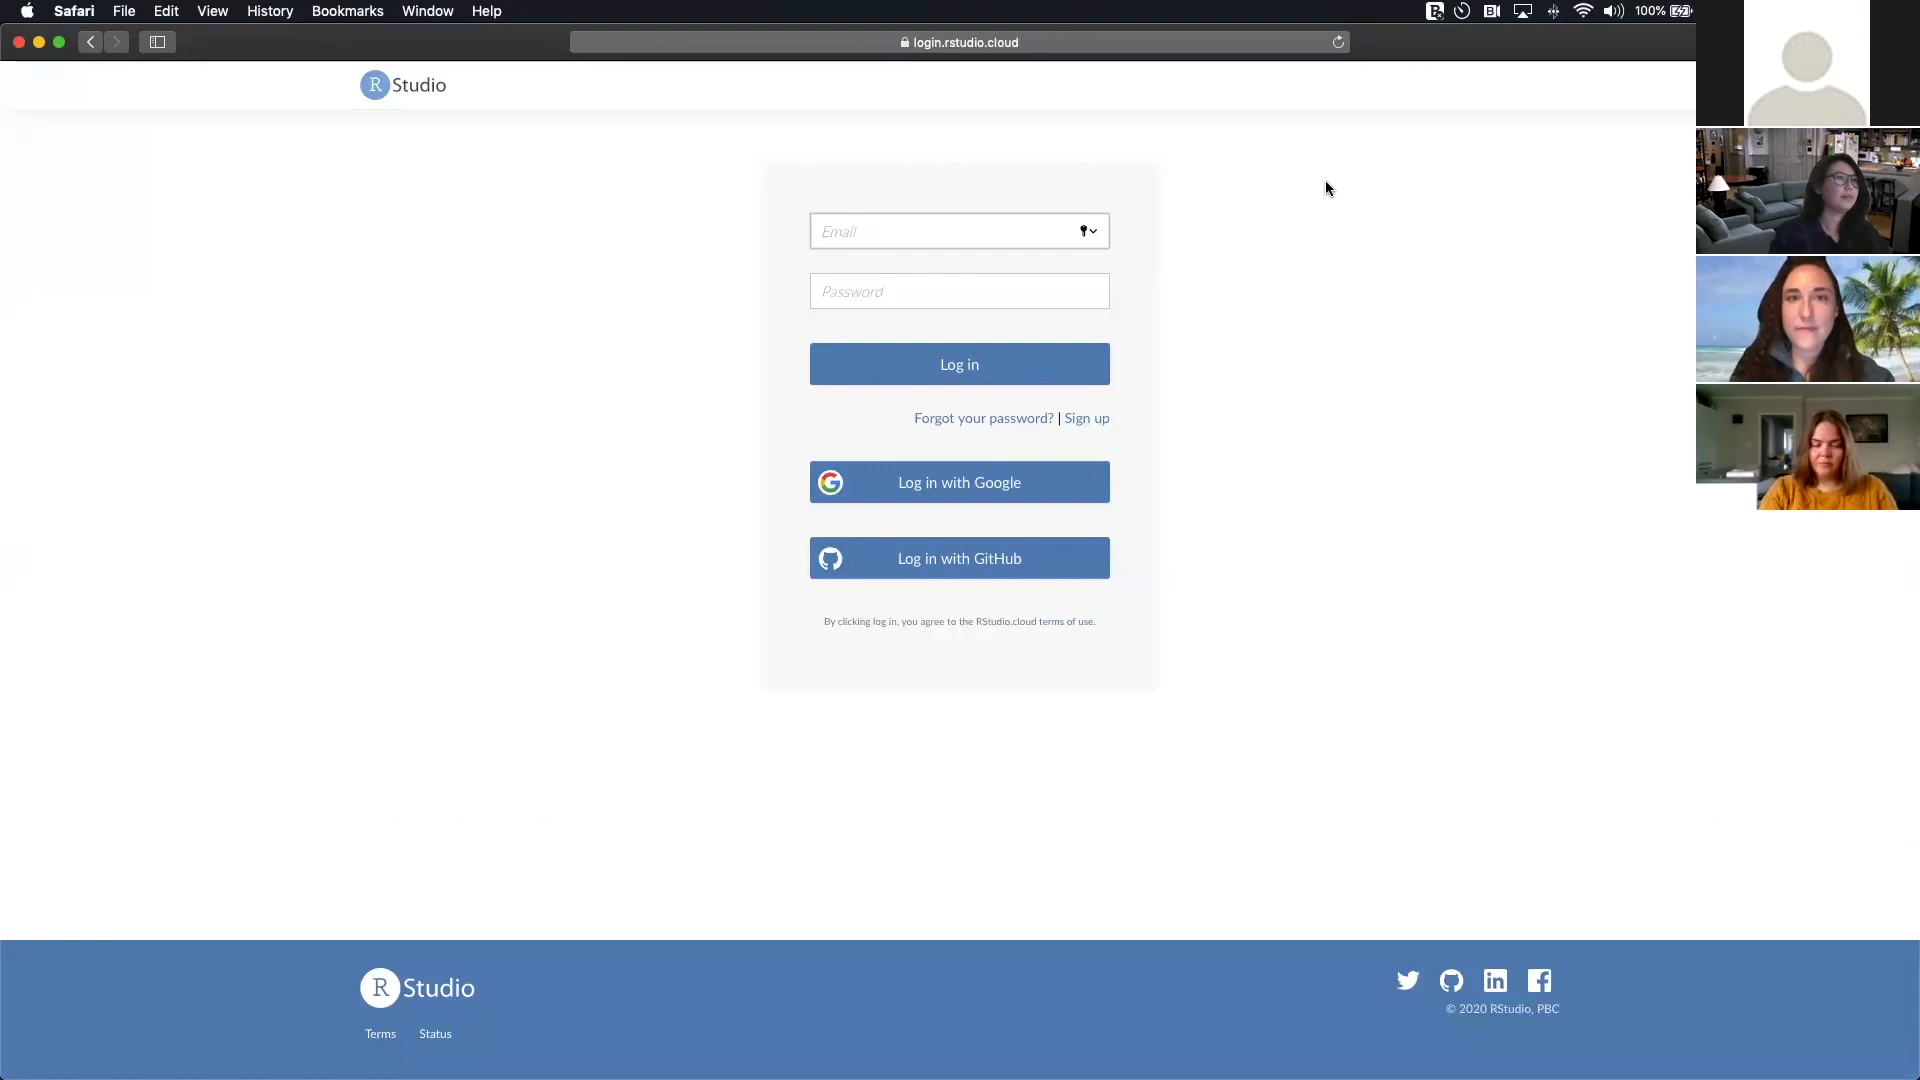 Safari File Edit View History Bookmarks Window Help 100%
login.rstudio.cloud
R Studio
Email
Password
Log in
Forgot your password? | Sign up
Log in with Google
Log in with GitHub
By clicking log in, you agree to the RStudio.cloud terms of use.
R Studio
© 2020 RStudio, PBC
Terms Status